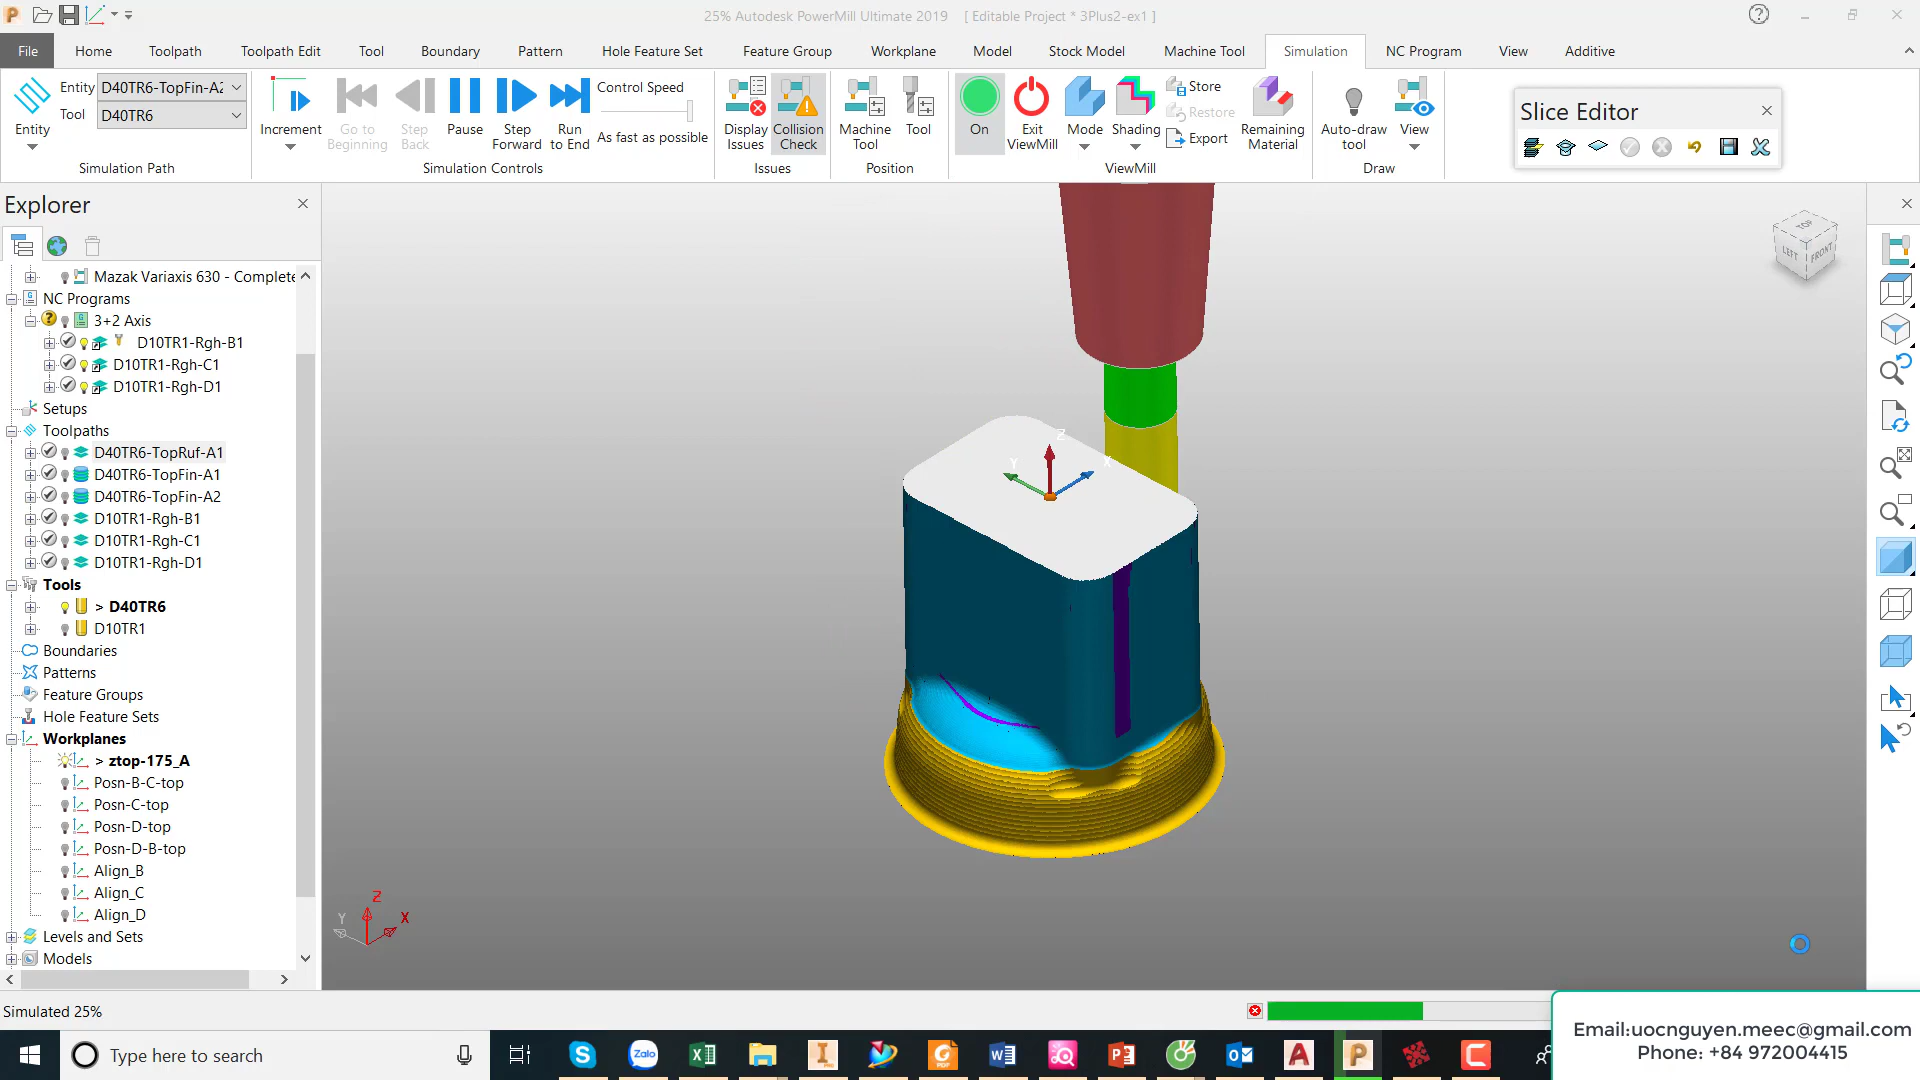 25% Autodesk PowerMill Ultimate 2019 [ Editable Project * 3Plus2-ex1 ]
File Home Toolpath Toolpath Edit Tool Boundary Pattern Hole Feature Set Feature Group Workplane Model Stock Model Machine Tool Simulation NC Program View Additive
Entity
Entity D40TR6-TopFin-A2
Tool D40TR6
Simulation Path
Increment
Go to Beginning
Step Back
Pause
Step Forward
Run to End
Control Speed
As fast as possible
Simulation Controls
Display Issues
Collision Check
Issues
Machine Tool
Tool
Position
On
Exit ViewMill
Mode
Shading
Store
Restore
Export
Remaining Material
ViewMill
Auto-draw tool
View
Draw
Slice Editor
Explorer
Mazak Variaxis 630 - Complete
NC Programs
3+2 Axis
D10TR1-Rgh-B1
D10TR1-Rgh-C1
D10TR1-Rgh-D1
Setups
Toolpaths
D40TR6-TopRuf-A1
D40TR6-TopFin-A1
D40TR6-TopFin-A2
D10TR1-Rgh-B1
D10TR1-Rgh-C1
D10TR1-Rgh-D1
Tools
> D40TR6
D10TR1
Boundaries
Patterns
Feature Groups
Hole Feature Sets
Workplanes
> ztop-175_A
Posn-B-C-top
Posn-C-top
Posn-D-top
Posn-D-B-top
Align_B
Align_C
Align_D
Levels and Sets
Models
Z
Y
X
TOP
LEFT
FRONT
Z
Y
X
Simulated 25%
Type here to search
Zalo
Email:uocnguyen.meec@gmail.com
Phone: +84 972004415